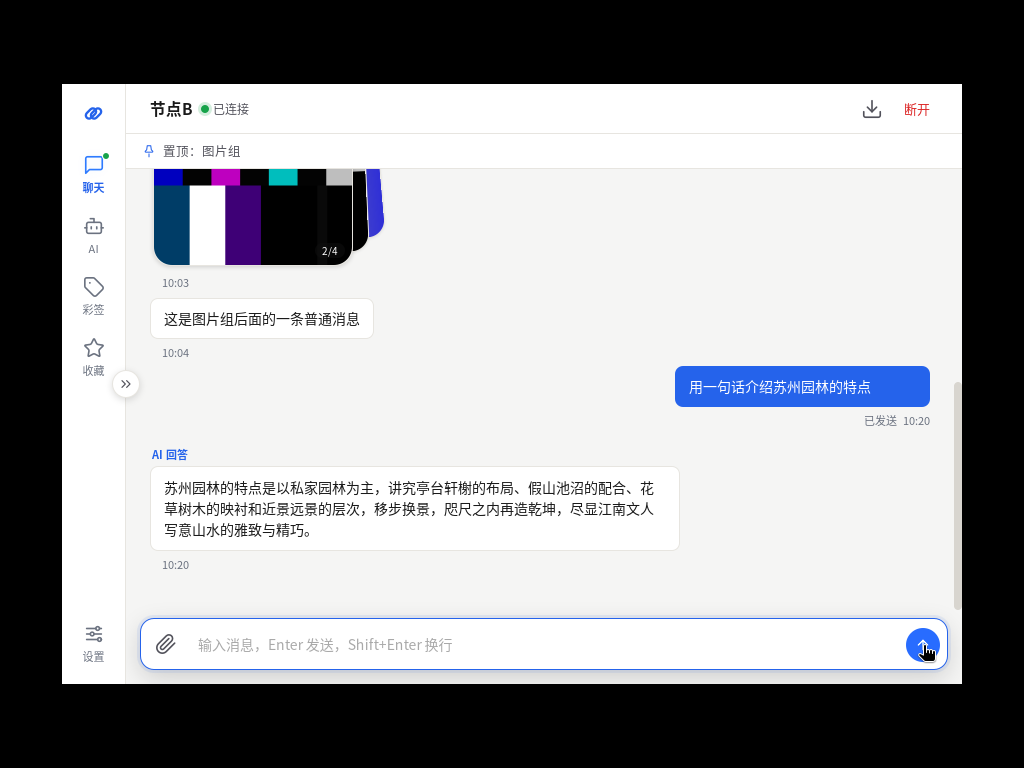 节点B
已连接
断开
置顶：图片组
聊天
AI
彩签
收藏
设置
2/4
10:03
这是图片组后面的一条普通消息
10:04
用一句话介绍苏州园林的特点
已发送 10:20
AI 回答
苏州园林的特点是以私家园林为主，讲究亭台轩榭的布局、假山池沼的配合、花
草树木的映衬和近景远景的层次，移步换景，咫尺之内再造乾坤，尽显江南文人
写意山水的雅致与精巧。
10:20
输入消息，Enter 发送，Shift+Enter 换行